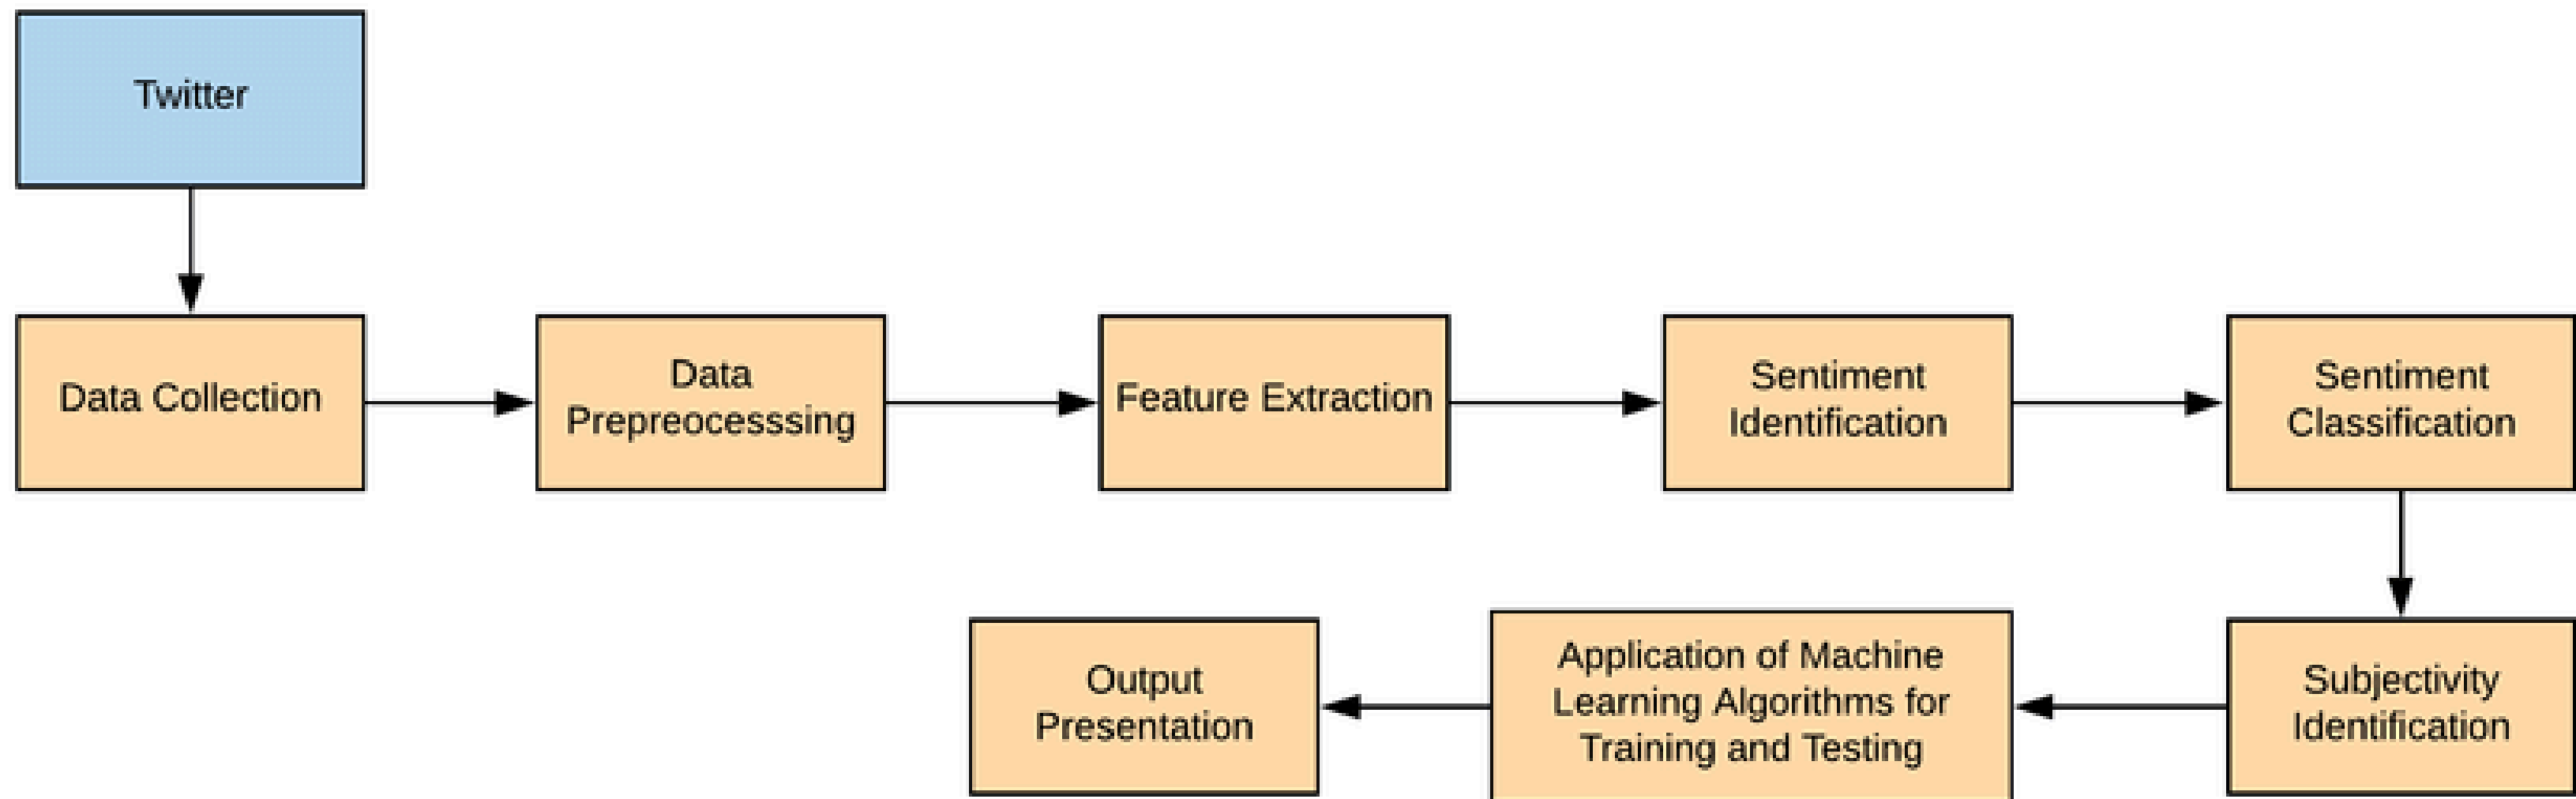 Twitter
Data Collection
Data
Prepreocesssing
Feature Extraction
Sentiment
Identification
Sentiment
Classification
Subjectivity
Identification
Application of Machine
Learning Algorithms for
Training and Testing
Output
Presentation